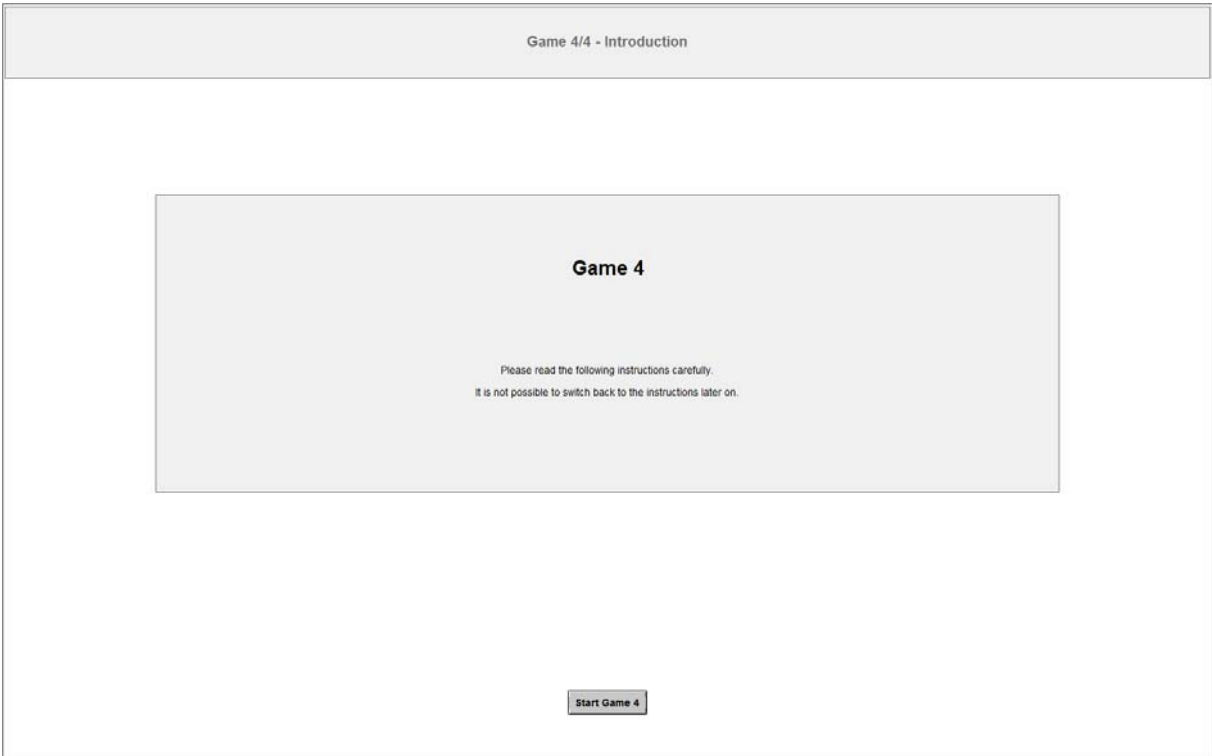 Game 4/4 - Introduction
Game 4
Please read the following instructions carefully.
It is not possible to switch back to the instructions later on.
Start Game 4